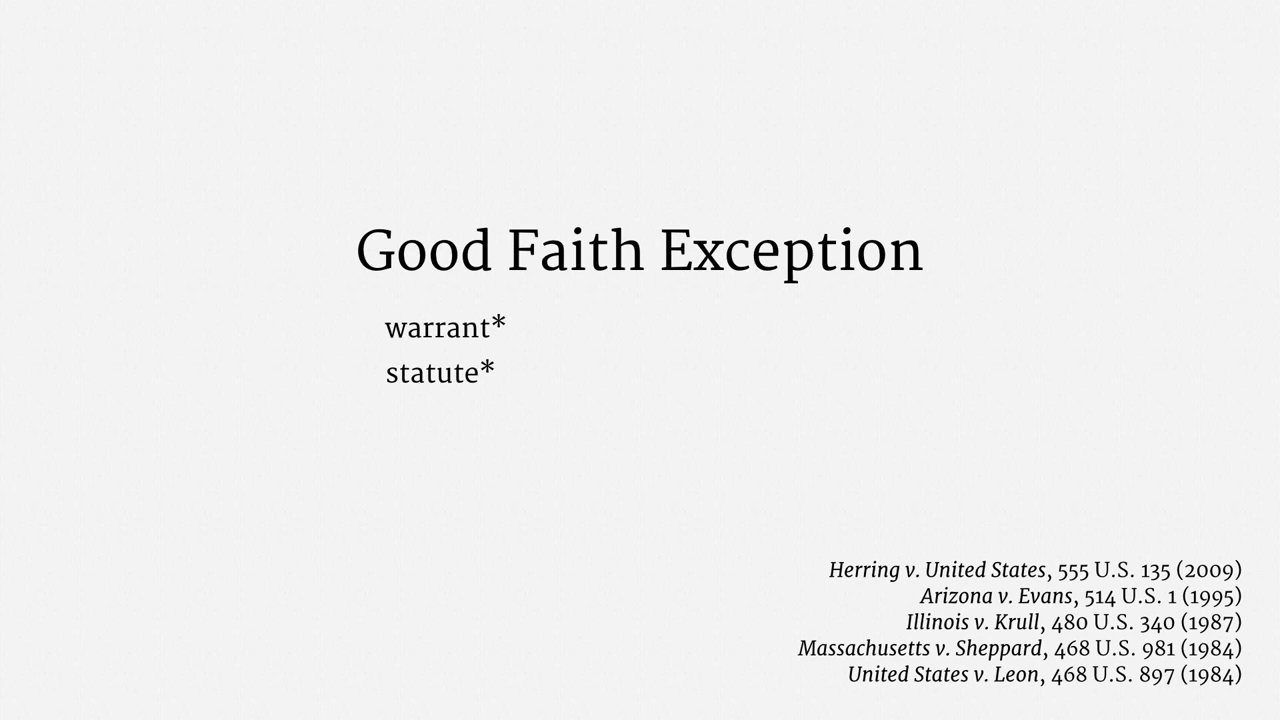 Good Faith Exception
warrant*
statute*
Herring v. United States, 555 U.S. 135 (2009)
Arizona v. Evans, 514 U.S. 1 (1995)
Illinois v. Krull, 480 U.S. 340 (1987)
Massachusetts v. Sheppard, 468 U.S. 981 (1984)
United States v. Leon, 468 U.S. 897 (1984)